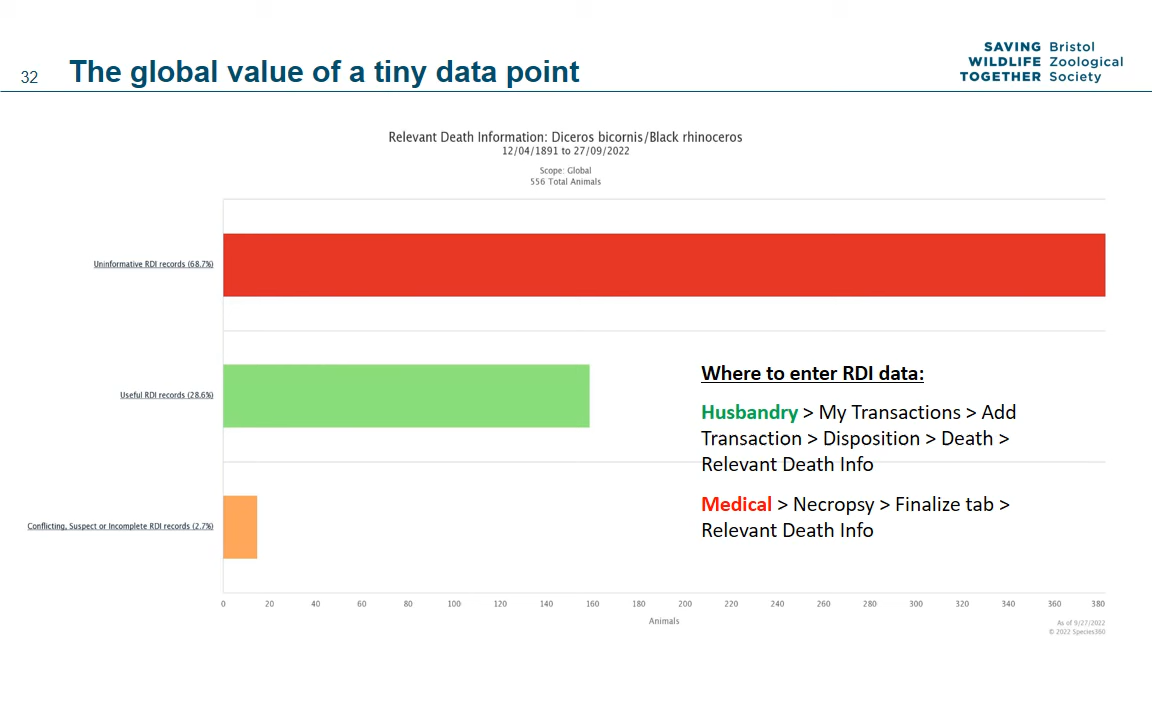 32
The global value of a tiny data point
SAVING Bristol
WILDLIFE Zoological
TOGETHER Society
Relevant Death Information: Diceros bicornis/Black rhinoceros
12/04/1891 to 27/09/2022
Scope: Global
556 Total Animals
Uninformative RDI records (68.7%)
Useful RDI records (28.6%)
Conflicting, Suspect or Incomplete RDI records (2.7%)
Where to enter RDI data:
Husbandry > My Transactions > Add
Transaction > Disposition > Death >
Relevant Death Info
Medical > Necropsy > Finalize tab >
Relevant Death Info
0 20 40 60 80 100 120 140 160 180 200 220 240 260 280 300 320 340 360 380
Animals
As of 9/27/2022
© 2022 Species360